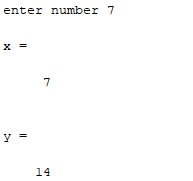 enter number 7
x =
7
y =
14